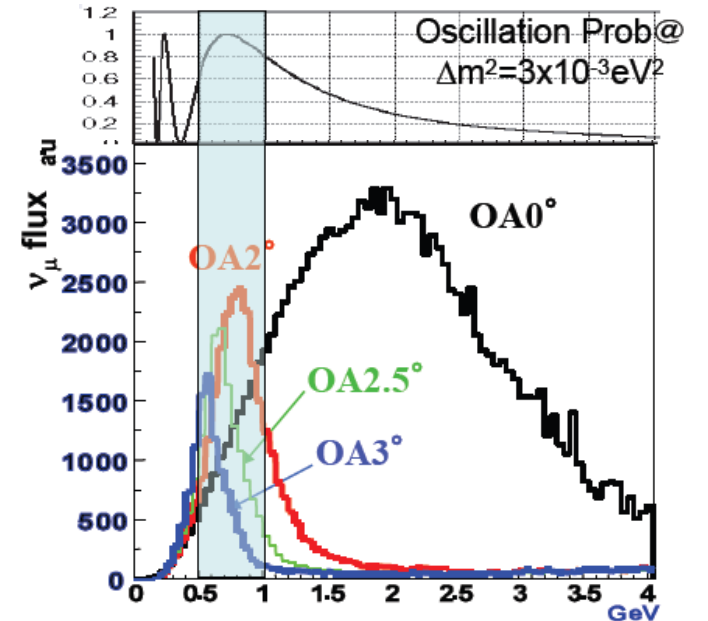 1.2
1
0.8
0.6
0.4
0.2
Oscillation Prob@
Δm²=3x10⁻³eV²
νμ flux
au
3500
3000
2500
2000
1500
1000
500
0
OA0°
OA2°
OA2.5°
OA3°
0 0.5 1 1.5 2 2.5 3 3.5 4
GeV